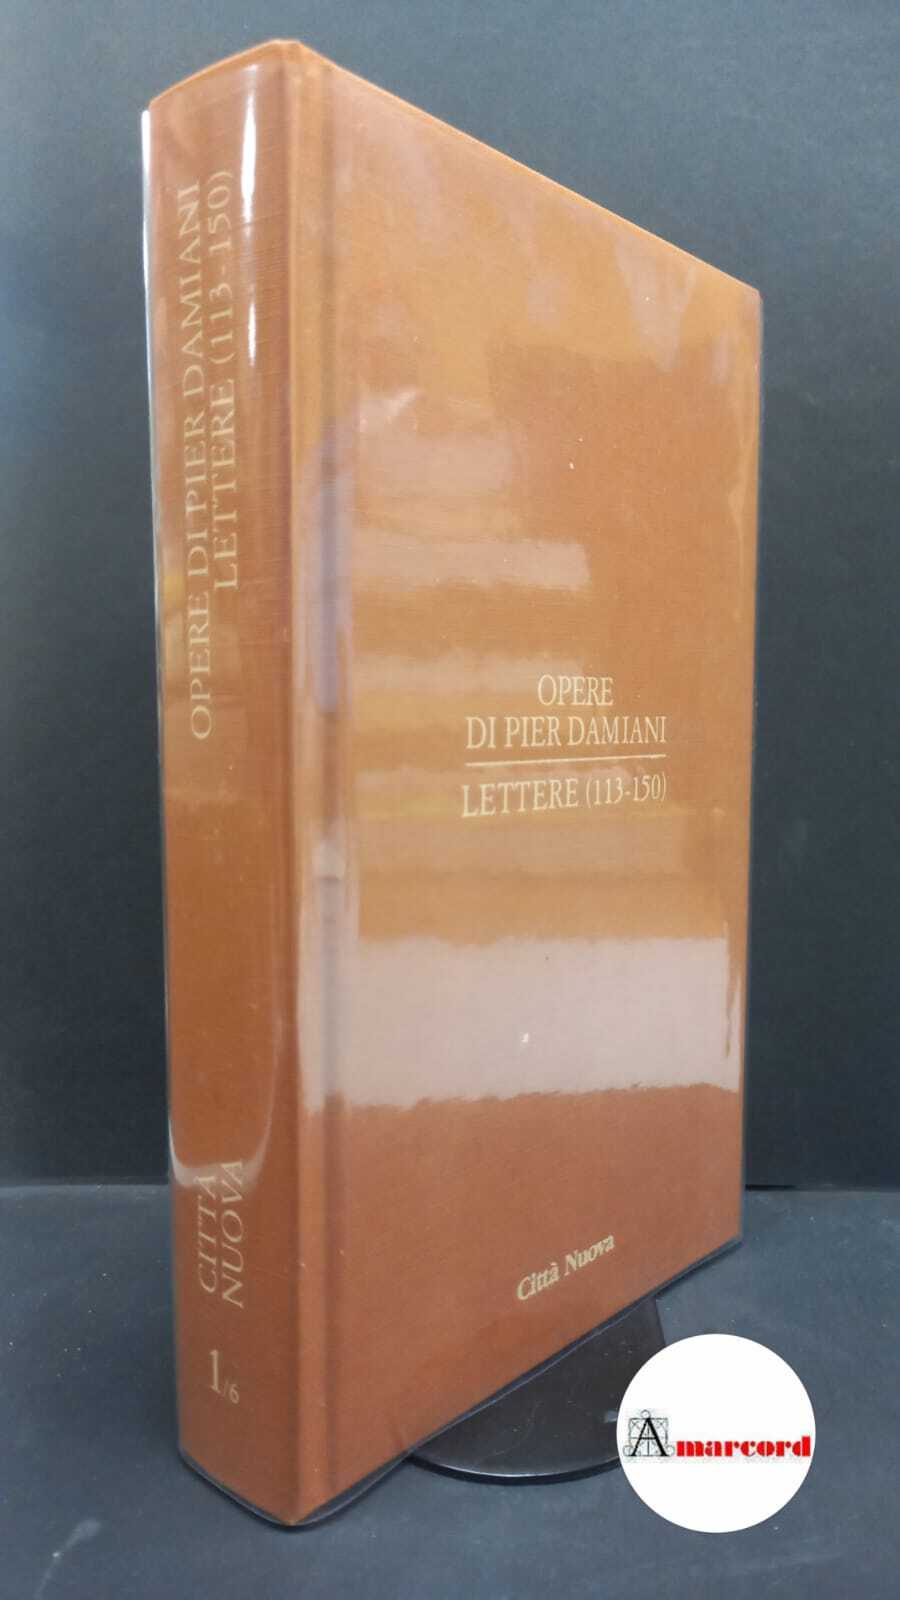 OPERE DI PIER DAMIANI
LETTERE (113-150)
CITTÀ
NUOVA
1/6
OPERE
DI PIER DAMIANI
LETTERE (113-150)
Città Nuova
Amarcord